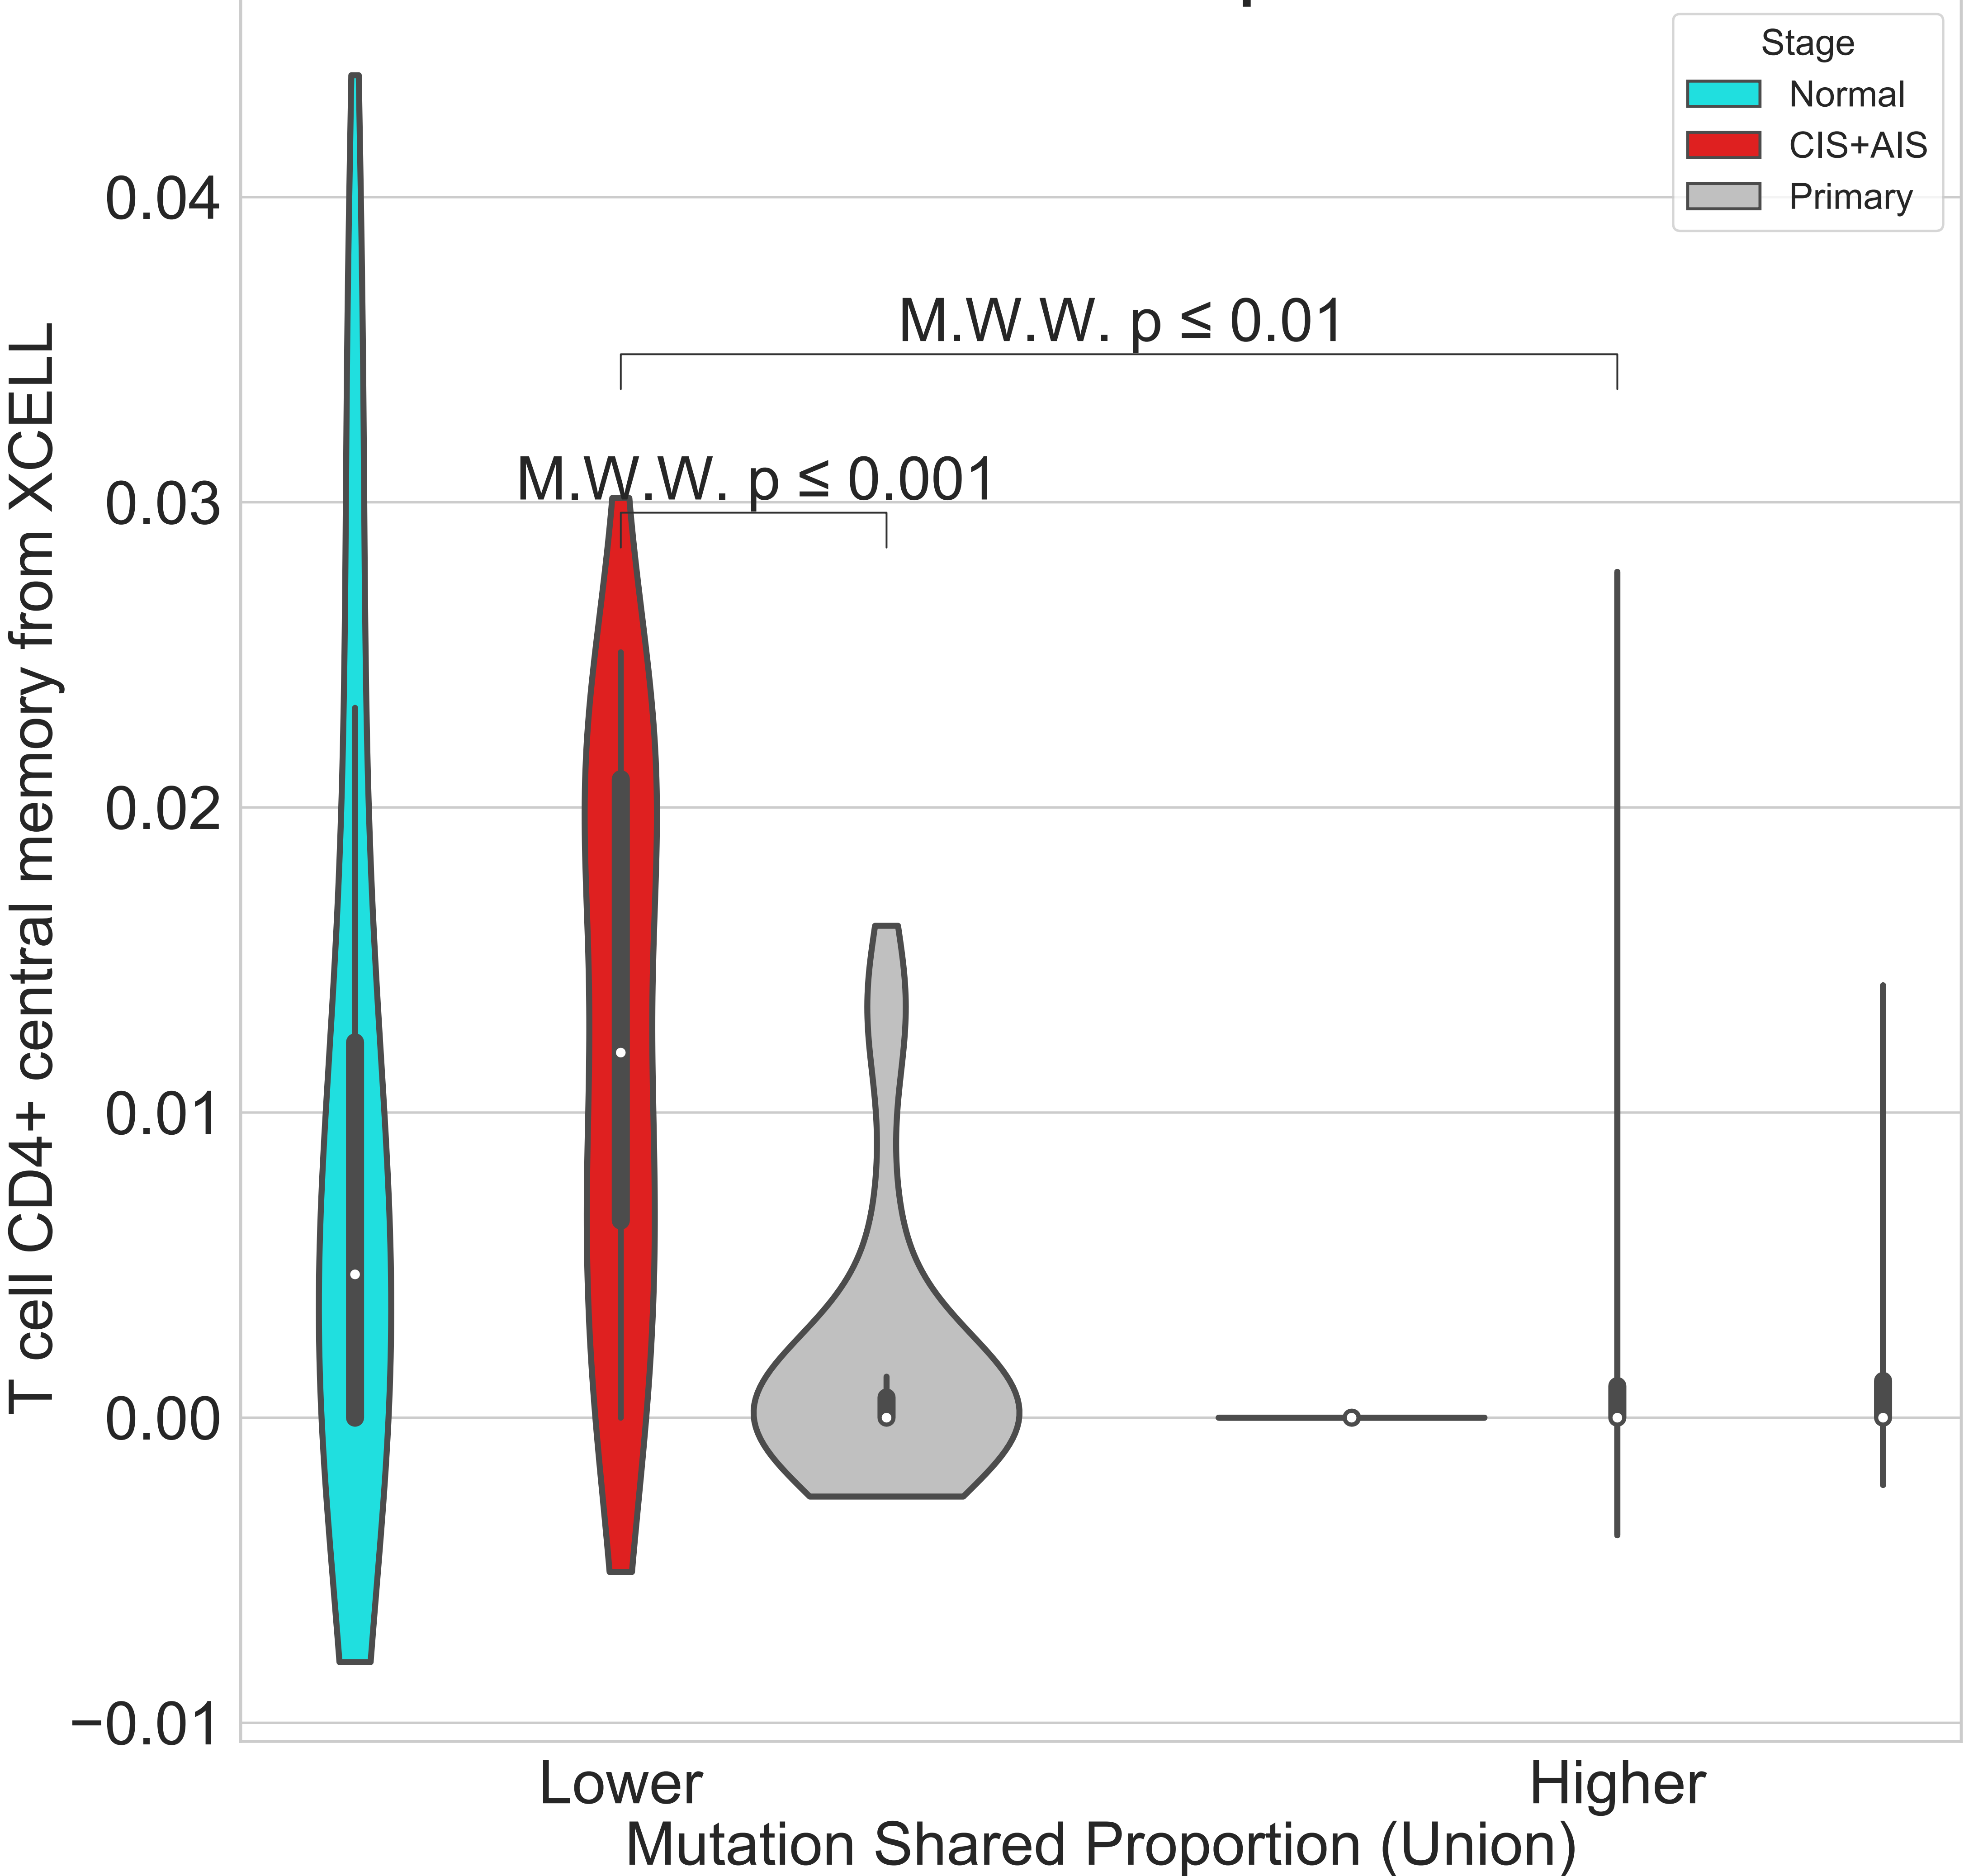 Stage
Normal
CIS+AIS
Primary
0.04
0.03
0.02
0.01
0.00
−0.01
T cell CD4+ central memory from XCELL
M.W.W. p ≤ 0.01
M.W.W. p ≤ 0.001
Lower
Higher
Mutation Shared Proportion (Union)